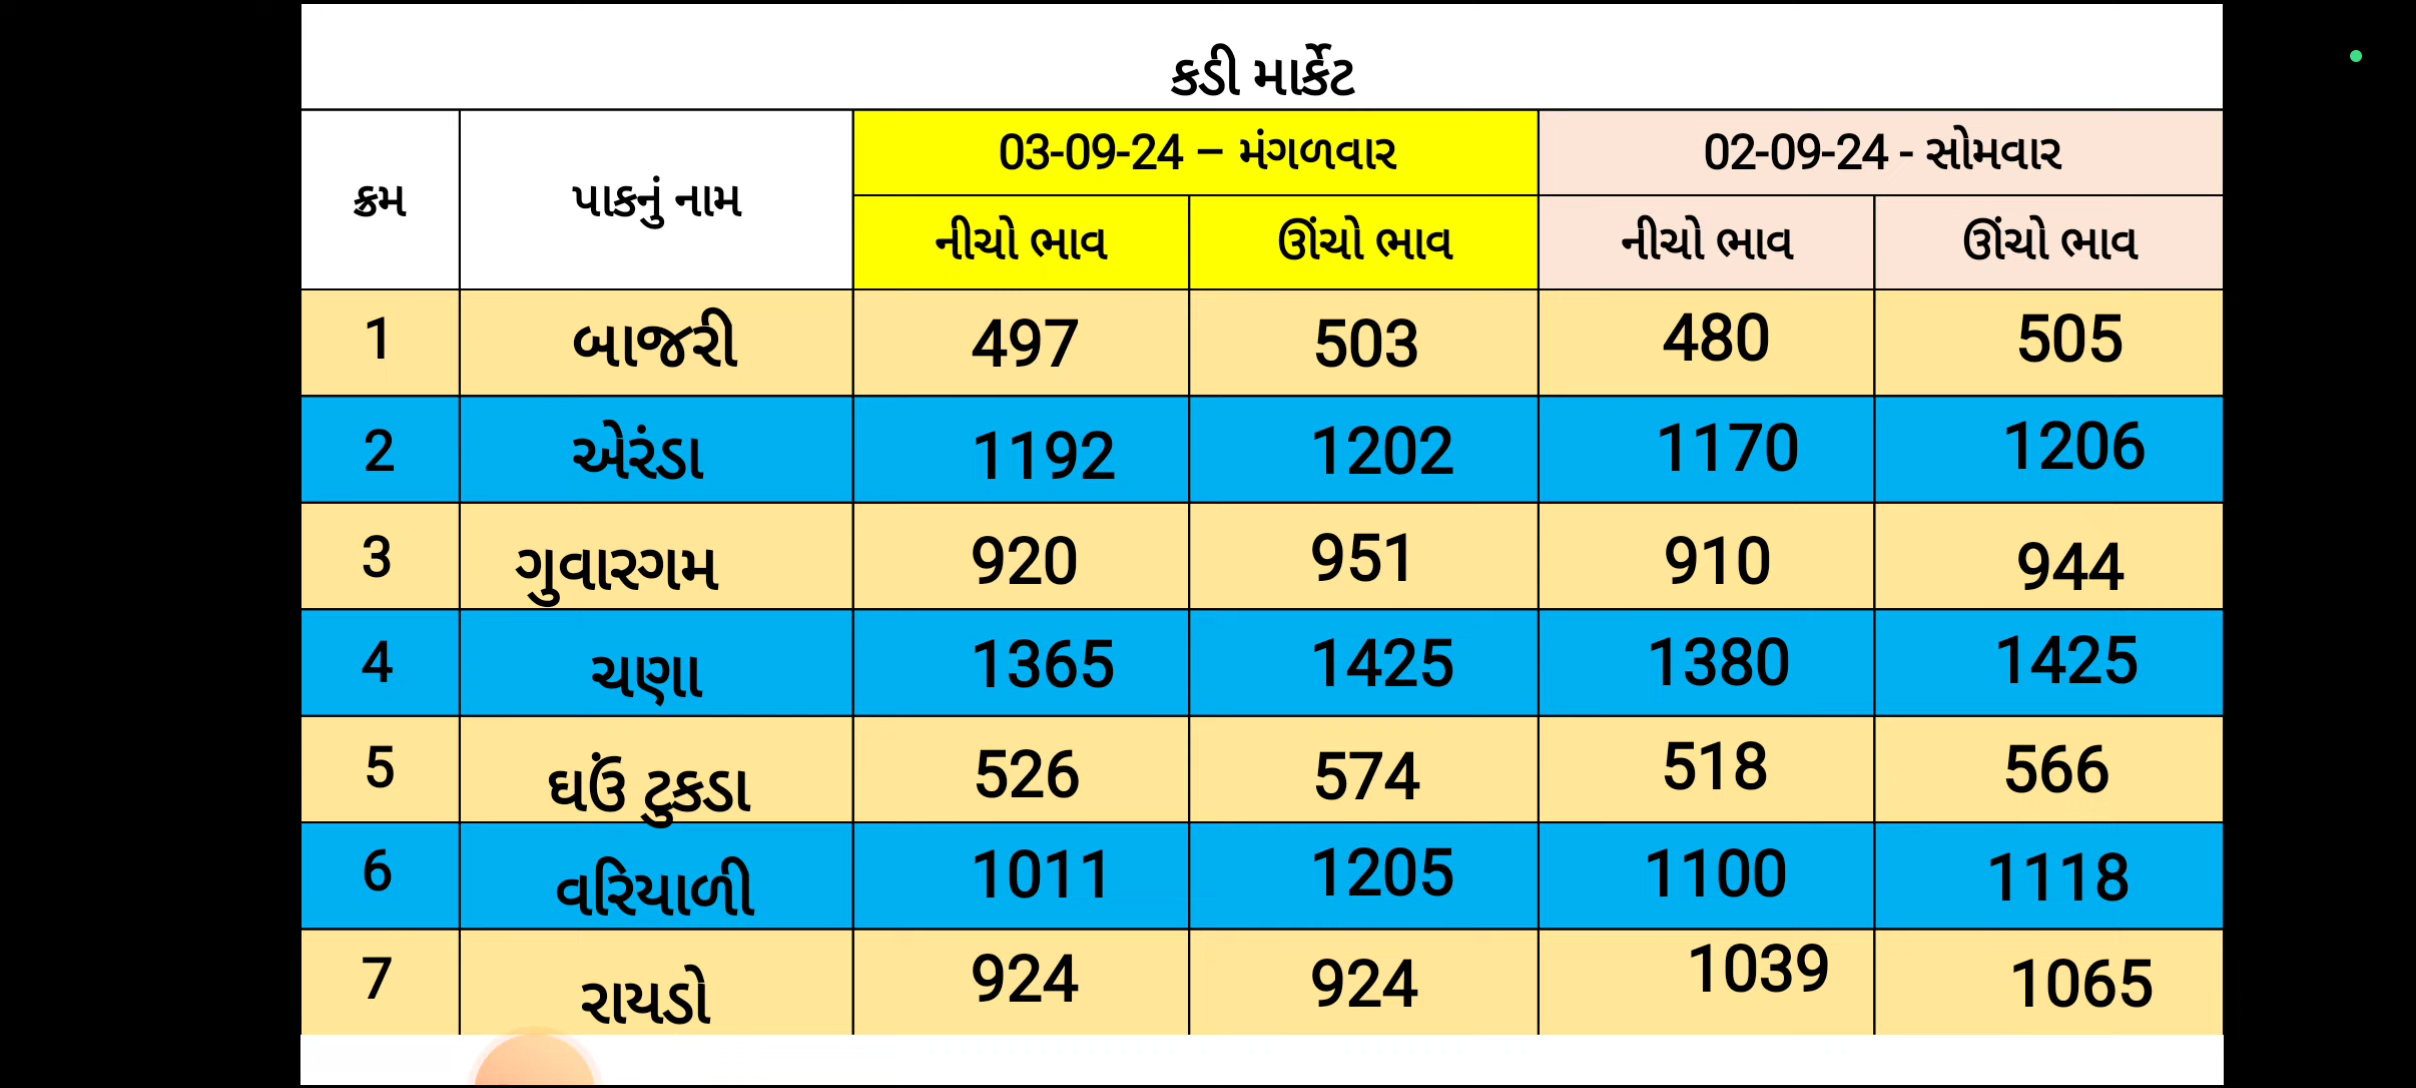 કડી માર્કેટ
ક્રમ પાકનું નામ 03-09-24 – મંગળવાર 02-09-24 - સોમવાર
નીચો ભાવ ઊંચો ભાવ નીચો ભાવ ઊંચો ભાવ
1 બાજરી 497 503 480 505
2 એરંડા 1192 1202 1170 1206
3 ગુવારગમ 920 951 910 944
4 ચણા 1365 1425 1380 1425
5 ઘઉં ટુકડા 526 574 518 566
6 વરિયાળી 1011 1205 1100 1118
7 રાયડો 924 924 1039 1065